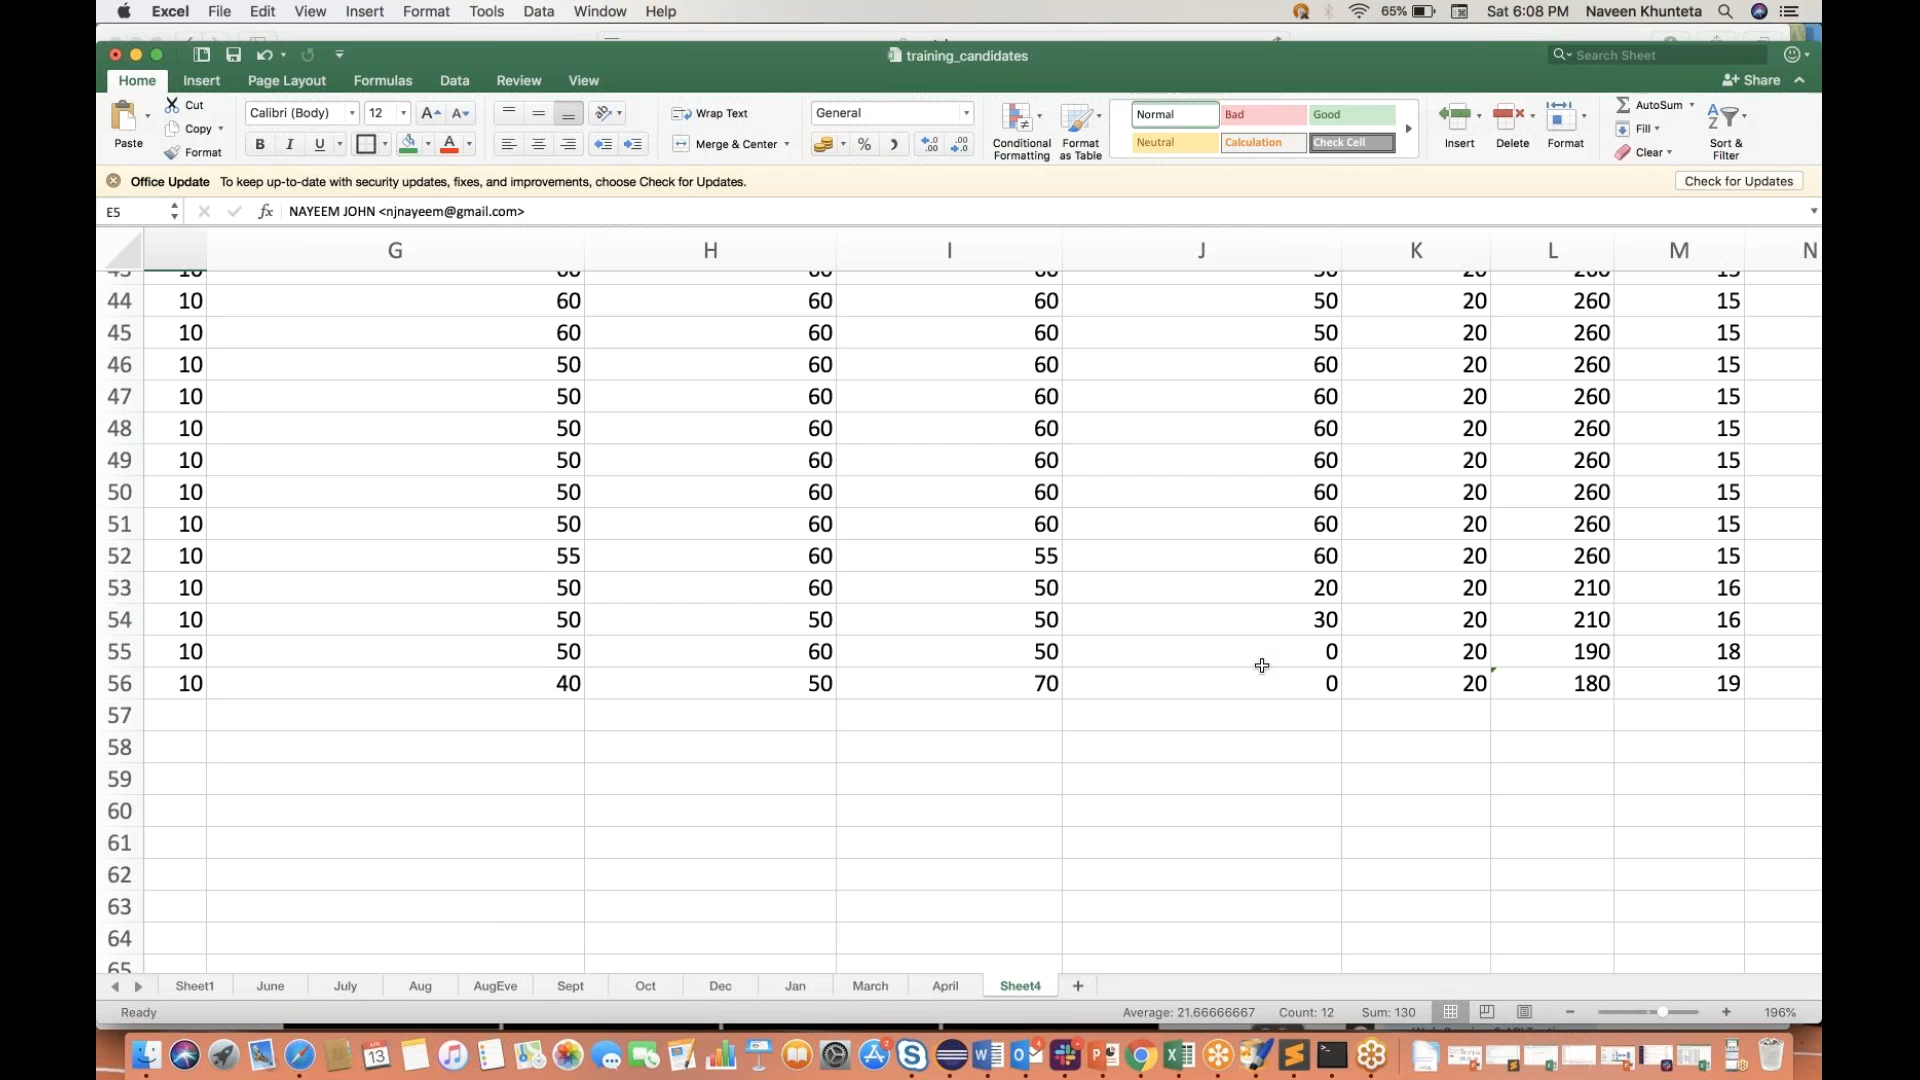 Excel File Edit View Insert Format Tools Data Window Help 65% Sat 6:08 PM Naveen Khunteta
training_candidates Search Sheet
Home Insert Page Layout Formulas Data Review View Share
Paste Cut Copy Format Calibri (Body) 12 A A Wrap Text General Conditional Formatting Format as Table Normal Bad Good Insert Delete Format AutoSum Fill Clear Sort & Filter
B I U A Merge & Center % Neutral Calculation Check Cell
Office Update To keep up-to-date with security updates, fixes, and improvements, choose Check for Updates. Check for Updates
E5 fx NAYEEM JOHN <njnayeem@gmail.com>
G H I J K L M N
44 10 60 60 60 50 20 260 15
45 10 60 60 60 50 20 260 15
46 10 50 60 60 60 20 260 15
47 10 50 60 60 60 20 260 15
48 10 50 60 60 60 20 260 15
49 10 50 60 60 60 20 260 15
50 10 50 60 60 60 20 260 15
51 10 50 60 60 60 20 260 15
52 10 55 60 55 60 20 260 15
53 10 50 60 50 20 20 210 16
54 10 50 50 50 30 20 210 16
55 10 50 60 50 0 20 190 18
56 10 40 50 70 0 20 180 19
57
58
59
60
61
62
63
64
65
Sheet1 June July Aug AugEve Sept Oct Dec Jan March April Sheet4 +
Ready Average: 21.66666667 Count: 12 Sum: 130 196%